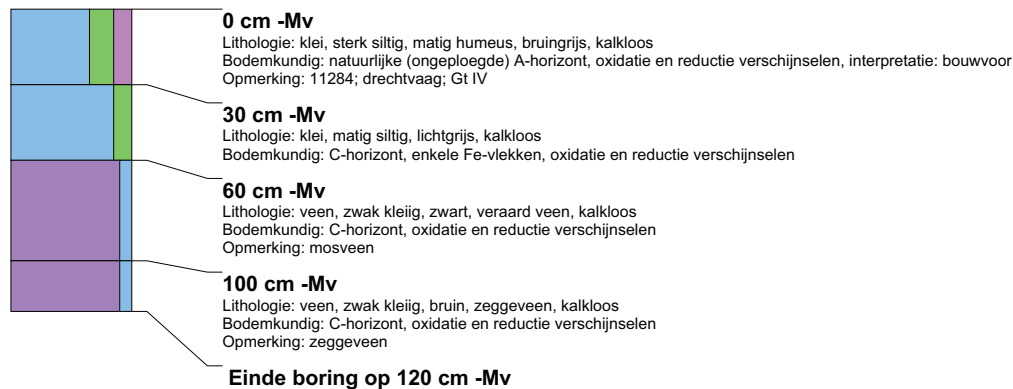 0 cm -Mv
Lithologie: klei, sterk siltig, matig humeus, bruingrijs, kalkloos
Bodemkundig: natuurlijke (ongeploegde) A-horizont, oxidatie en reductie verschijnselen, interpretatie: bouwvoor
Opmerking: 11284; drechtvaag; Gt IV
30 cm -Mv
Lithologie: klei, matig siltig, lichtgrijs, kalkloos
Bodemkundig: C-horizont, enkele Fe-vlekken, oxidatie en reductie verschijnselen
60 cm -Mv
Lithologie: veen, zwak kleiig, zwart, veraard veen, kalkloos
Bodemkundig: C-horizont, oxidatie en reductie verschijnselen
Opmerking: mosveen
100 cm -Mv
Lithologie: veen, zwak kleiig, bruin, zeggeveen, kalkloos
Bodemkundig: C-horizont, oxidatie en reductie verschijnselen
Opmerking: zeggeveen
Einde boring op 120 cm -Mv